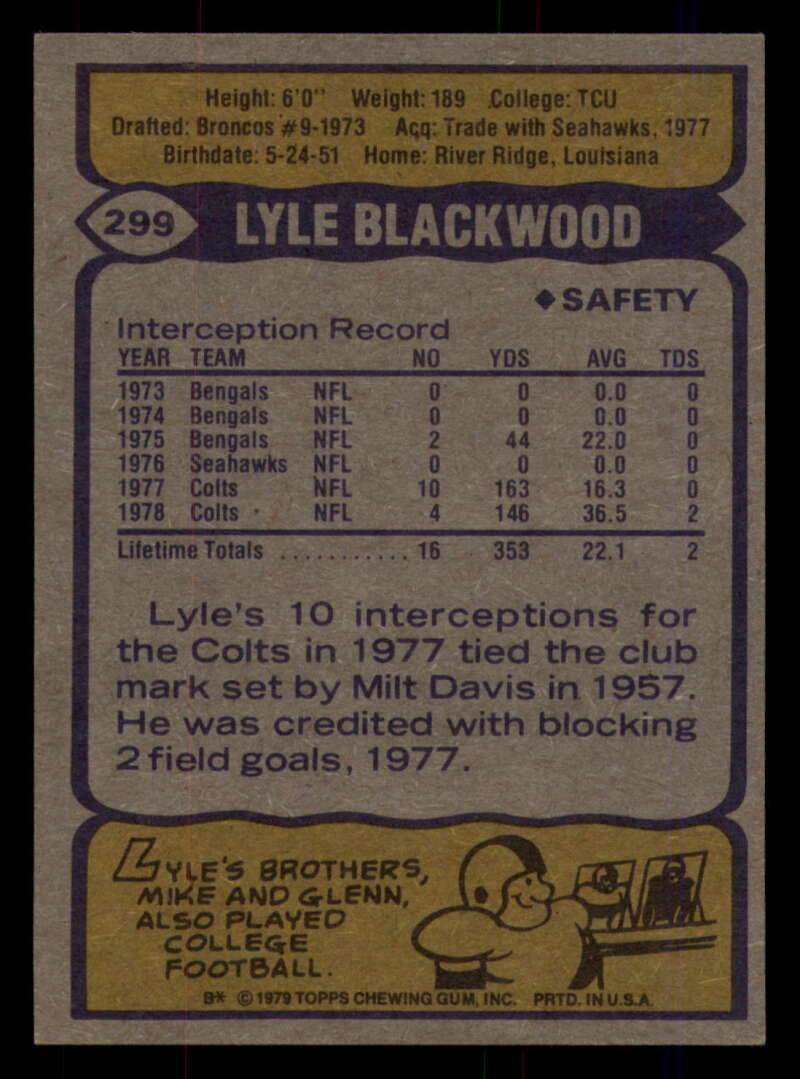 Height: 6'0" Weight: 189 College: TCU
Drafted: Broncos #9-1973 Acq: Trade with Seahawks, 1977
Birthdate: 5-24-51 Home: River Ridge, Louisiana
299 LYLE BLACKWOOD
◆SAFETY
Interception Record
YEAR TEAM NO YDS AVG TDS
1973 Bengals NFL 0 0 0.0 0
1974 Bengals NFL 0 0 0.0 0
1975 Bengals NFL 2 44 22.0 0
1976 Seahawks NFL 0 0 0.0 0
1977 Colts NFL 10 163 16.3 0
1978 Colts NFL 4 146 36.5 2
Lifetime Totals ........... 16 353 22.1 2
Lyle's 10 interceptions for
the Colts in 1977 tied the club
mark set by Milt Davis in 1957.
He was credited with blocking
2 field goals, 1977.
LYLE'S BROTHERS,
MIKE AND GLENN,
ALSO PLAYED
COLLEGE
FOOTBALL.
B* © 1979 TOPPS CHEWING GUM, INC. PRTD. IN U.S.A.